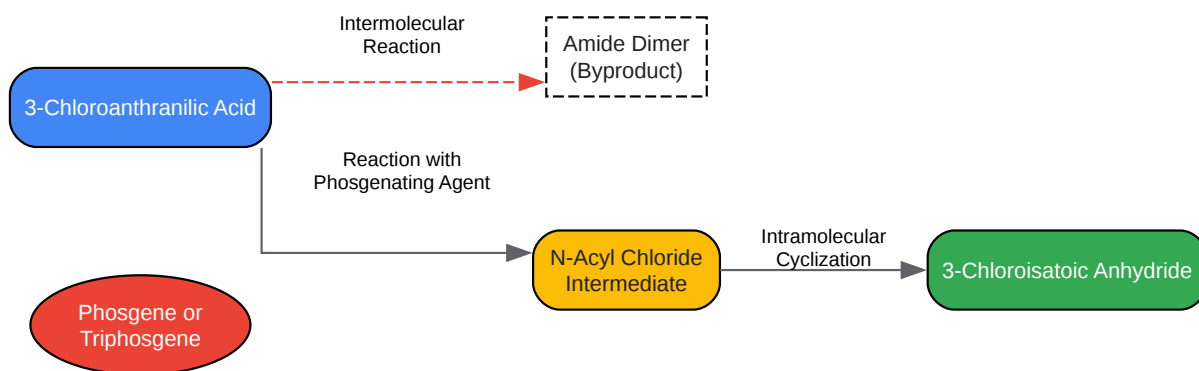 Intermolecular
Reaction
Amide Dimer
(Byproduct)
3-Chloroanthranilic Acid
Reaction with
Phosgenating Agent
N-Acyl Chloride
Intermediate
Intramolecular
Cyclization
3-Chloroisatoic Anhydride
Phosgene or
Triphosgene